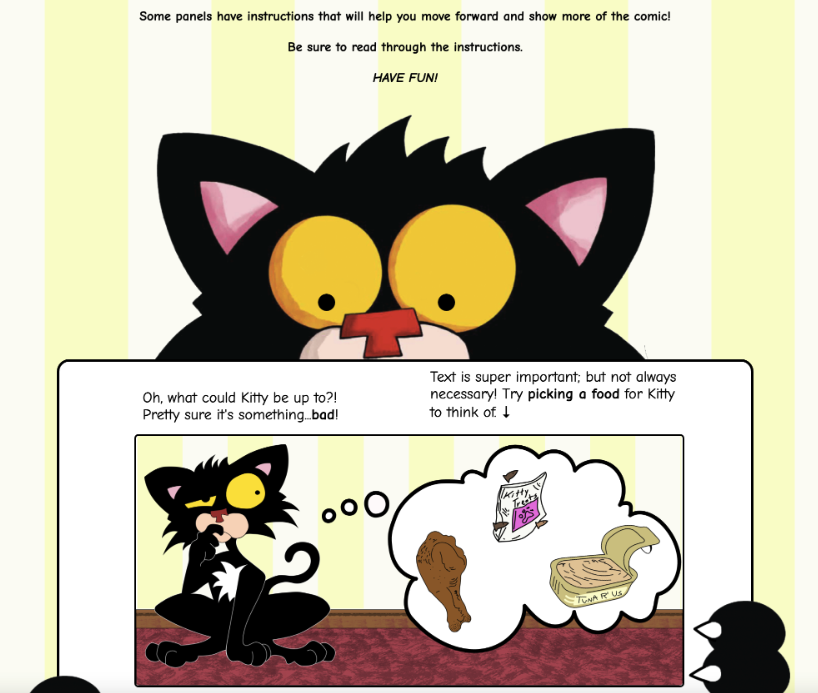 Some panels have instructions that will help you move forward and show more of the comic!
Be sure to read through the instructions.
HAVE FUN!
Oh, what could Kitty be up to?!
Pretty sure it's something...bad!
Text is super important; but not always
necessary! Try picking a food for Kitty
to think of. ↓
Kitty
Treats
TUNA R' US